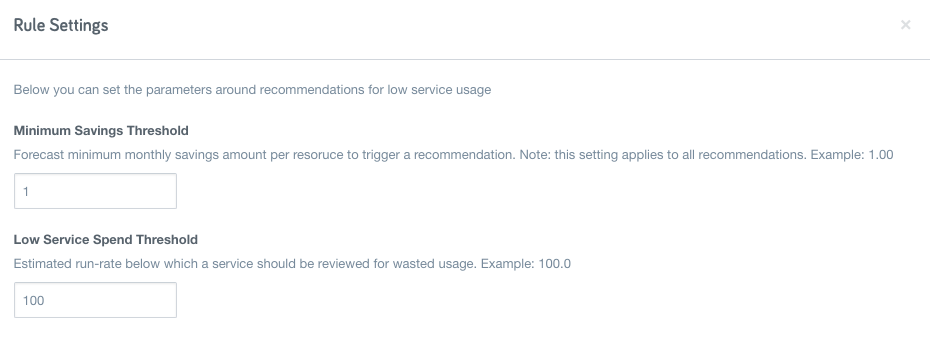 Rule Settings
×
Below you can set the parameters around recommendations for low service usage
Minimum Savings Threshold
Forecast minimum monthly savings amount per resoruce to trigger a recommendation. Note: this setting applies to all recommendations. Example: 1.00
1
Low Service Spend Threshold
Estimated run-rate below which a service should be reviewed for wasted usage. Example: 100.0
100